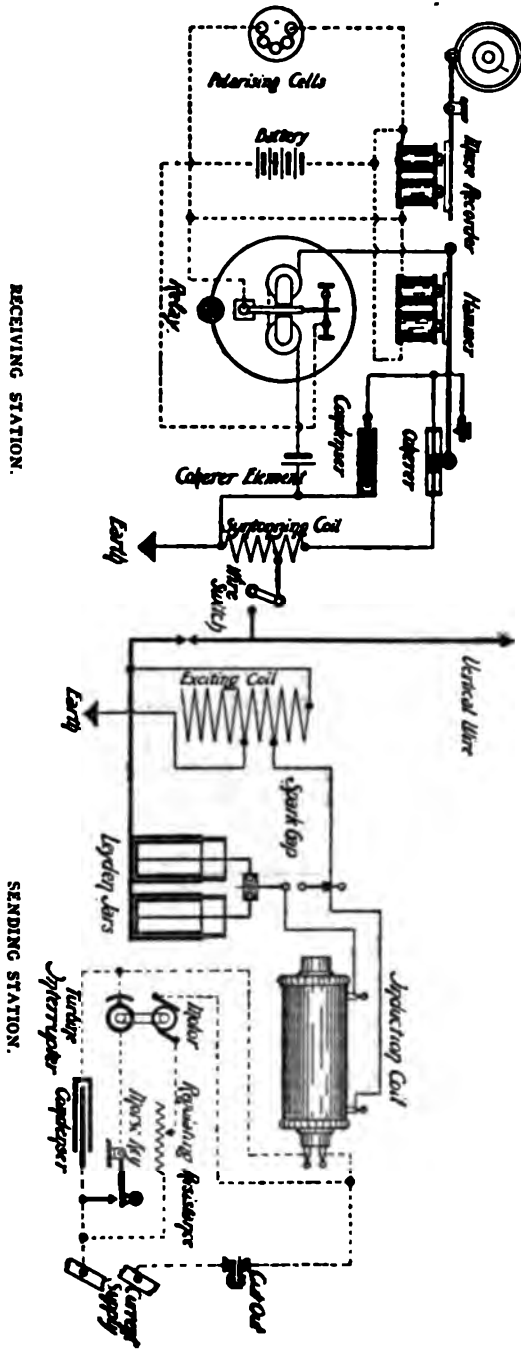 Polarising Cells
Battery
Relay.
Morse Recorder
Hammer
Coherer
Condenser
Coherer Element
Syntonning Coil
Earth
Wire
Switch
RECEIVING STATION.
Vertical Wire
Exciting Coil
Earth
Spark Gap
Leyden Jars
Induction Coil
Motor
Turbine
Interrupter
Condenser
Morse Key
Regulating Resistance
Cut Out
Current
Supply
SENDING STATION.